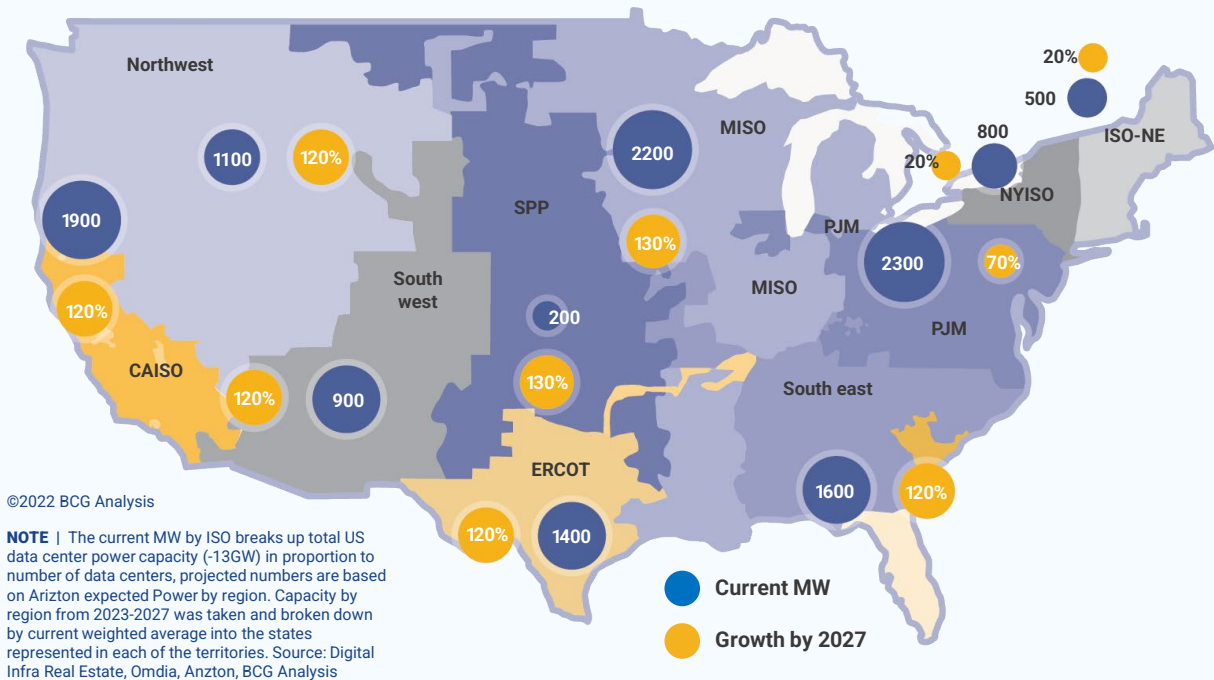 Northwest
1100
120%
1900
120%
CAISO
South
west
120%
900
SPP
200
130%
MISO
2200
130%
MISO
ERCOT
120%
1400
PJM
2300
70%
PJM
South east
1600
120%
20%
500
ISO-NE
800
20%
NYISO
Current MW
Growth by 2027
©2022 BCG Analysis
NOTE | The current MW by ISO breaks up total US
data center power capacity (-13GW) in proportion to
number of data centers, projected numbers are based
on Arizton expected Power by region. Capacity by
region from 2023-2027 was taken and broken down
by current weighted average into the states
represented in each of the territories. Source: Digital
Infra Real Estate, Omdia, Anzton, BCG Analysis